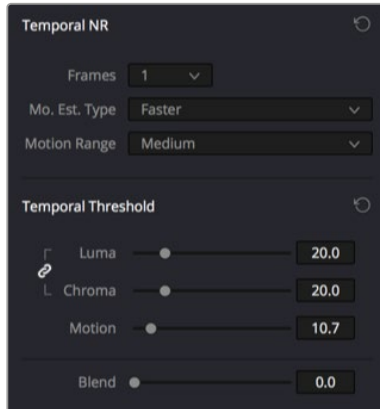 Temporal NR
Frames 1
Mo. Est. Type Faster
Motion Range Medium
Temporal Threshold
Luma 20.0
Chroma 20.0
Motion 10.7
Blend 0.0